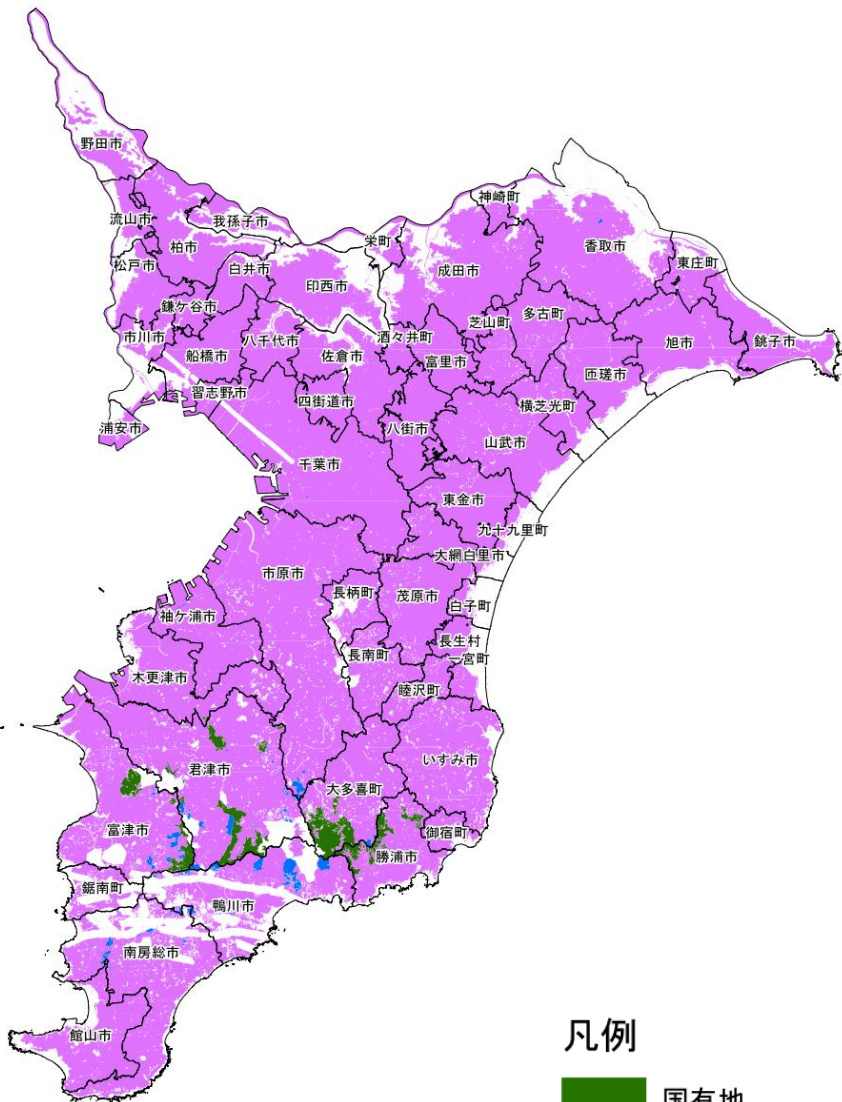 野田市
流山市
我孫子市
柏市
松戸市
白井市
印西市
栄町
神崎町
成田市
香取市
東庄町
鎌ケ谷市
市川市
船橋市
八千代市
佐倉市
酒々井町
富里市
芝山町
多古町
旭市
銚子市
匝瑳市
習志野市
四街道市
八街市
横芝光町
浦安市
千葉市
山武市
東金市
九十九里町
大網白里市
市原市
長柄町
茂原市
白子町
袖ケ浦市
長南町
長生村
一宮町
木更津市
睦沢町
君津市
いすみ市
大多喜町
富津市
御宿町
勝浦市
鋸南町
鴨川市
南房総市
館山市
凡例
国有地